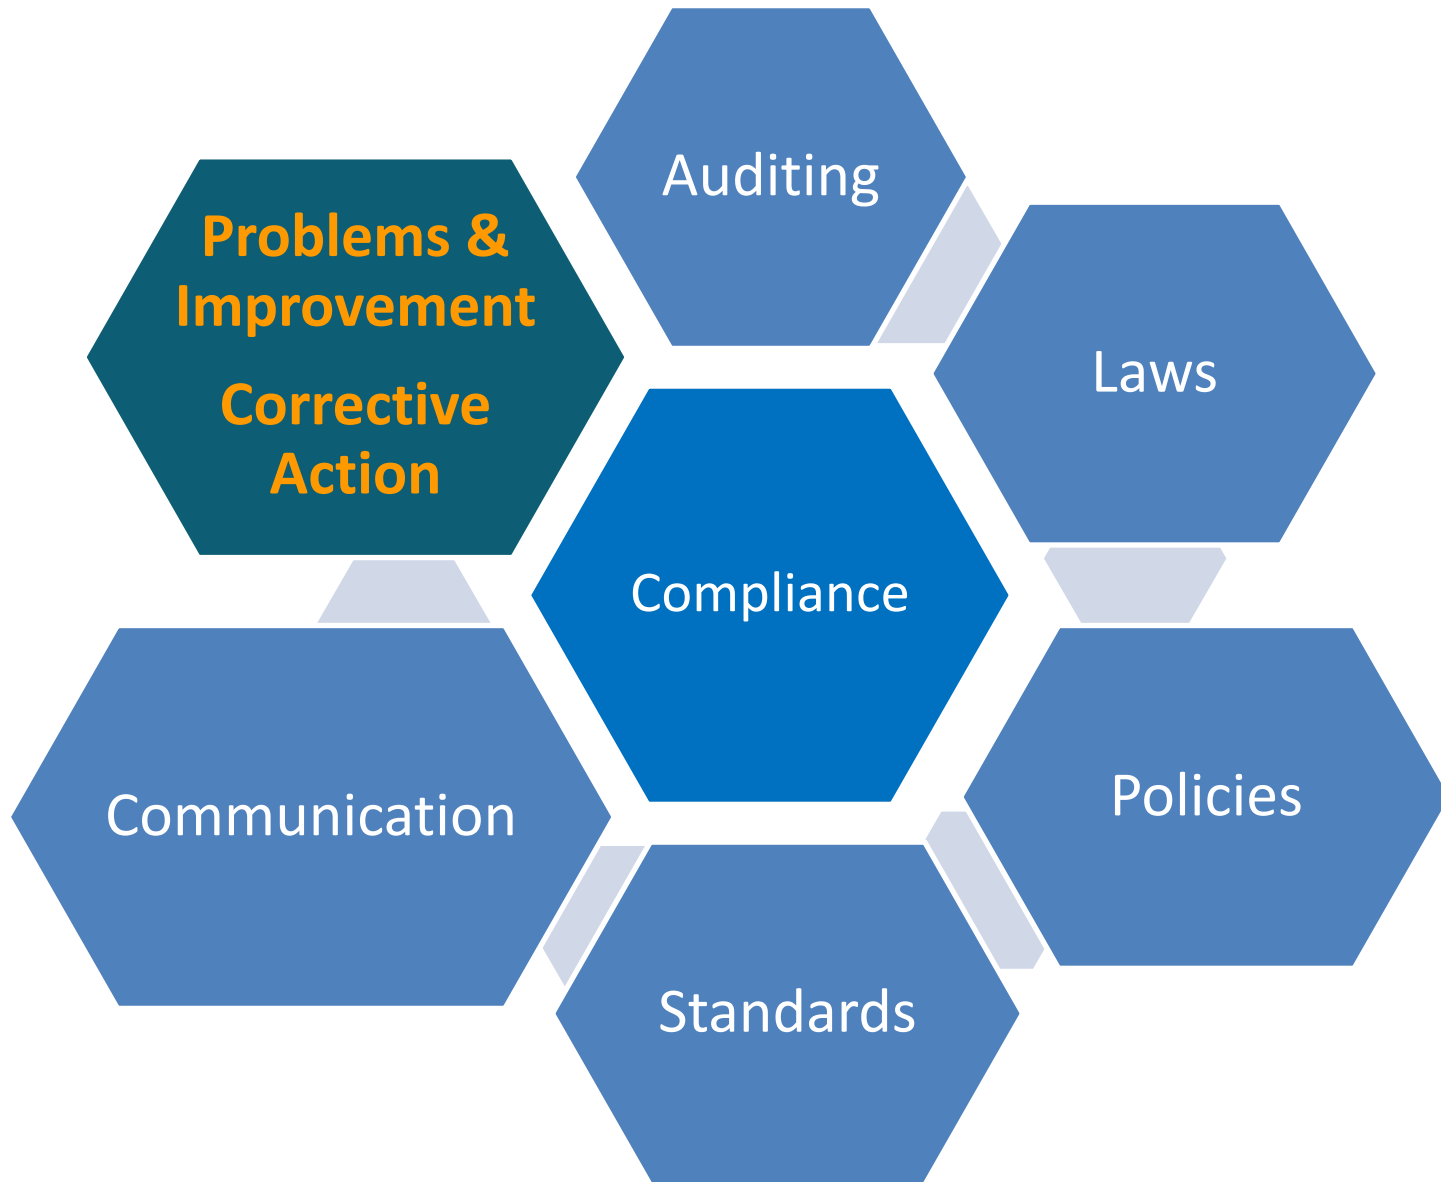 Auditing
Problems &
Improvement
Corrective
Action
Laws
Compliance
Communication
Policies
Standards